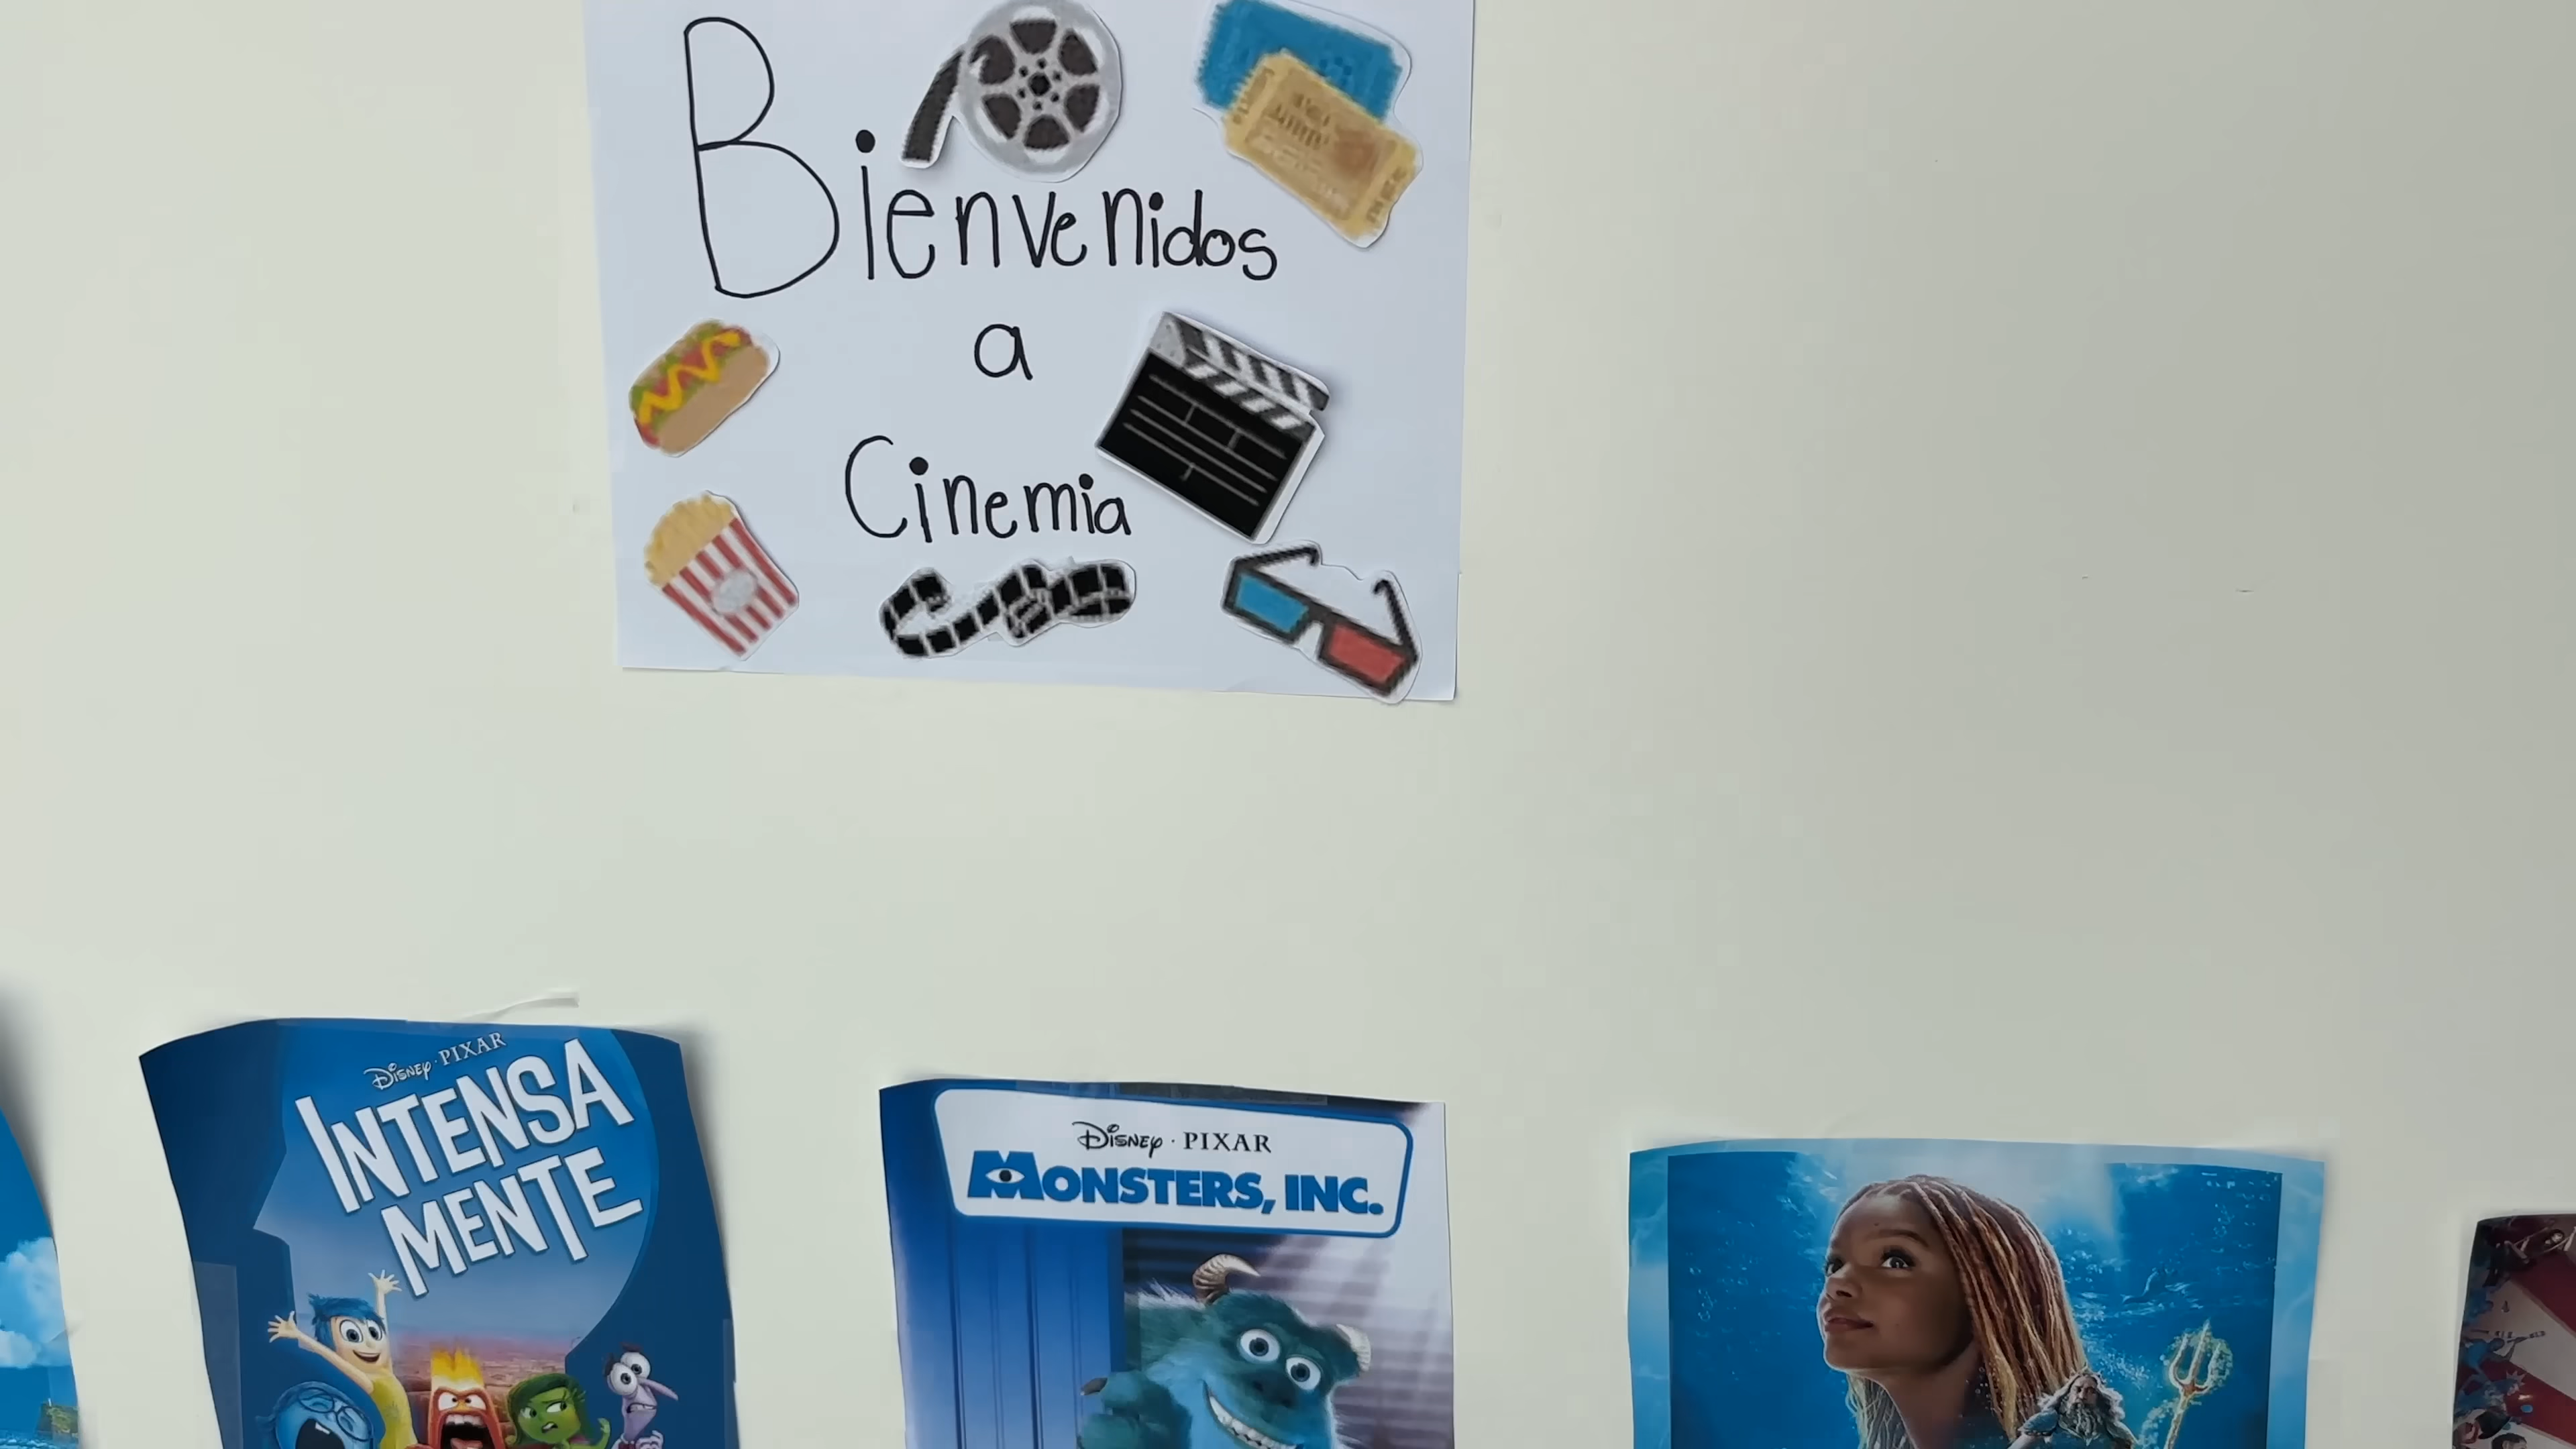 Bienvenidos
a
Cinemia
DISNEY · PIXAR
INTENSA
MENTE
DISNEY · PIXAR
MONSTERS, INC.